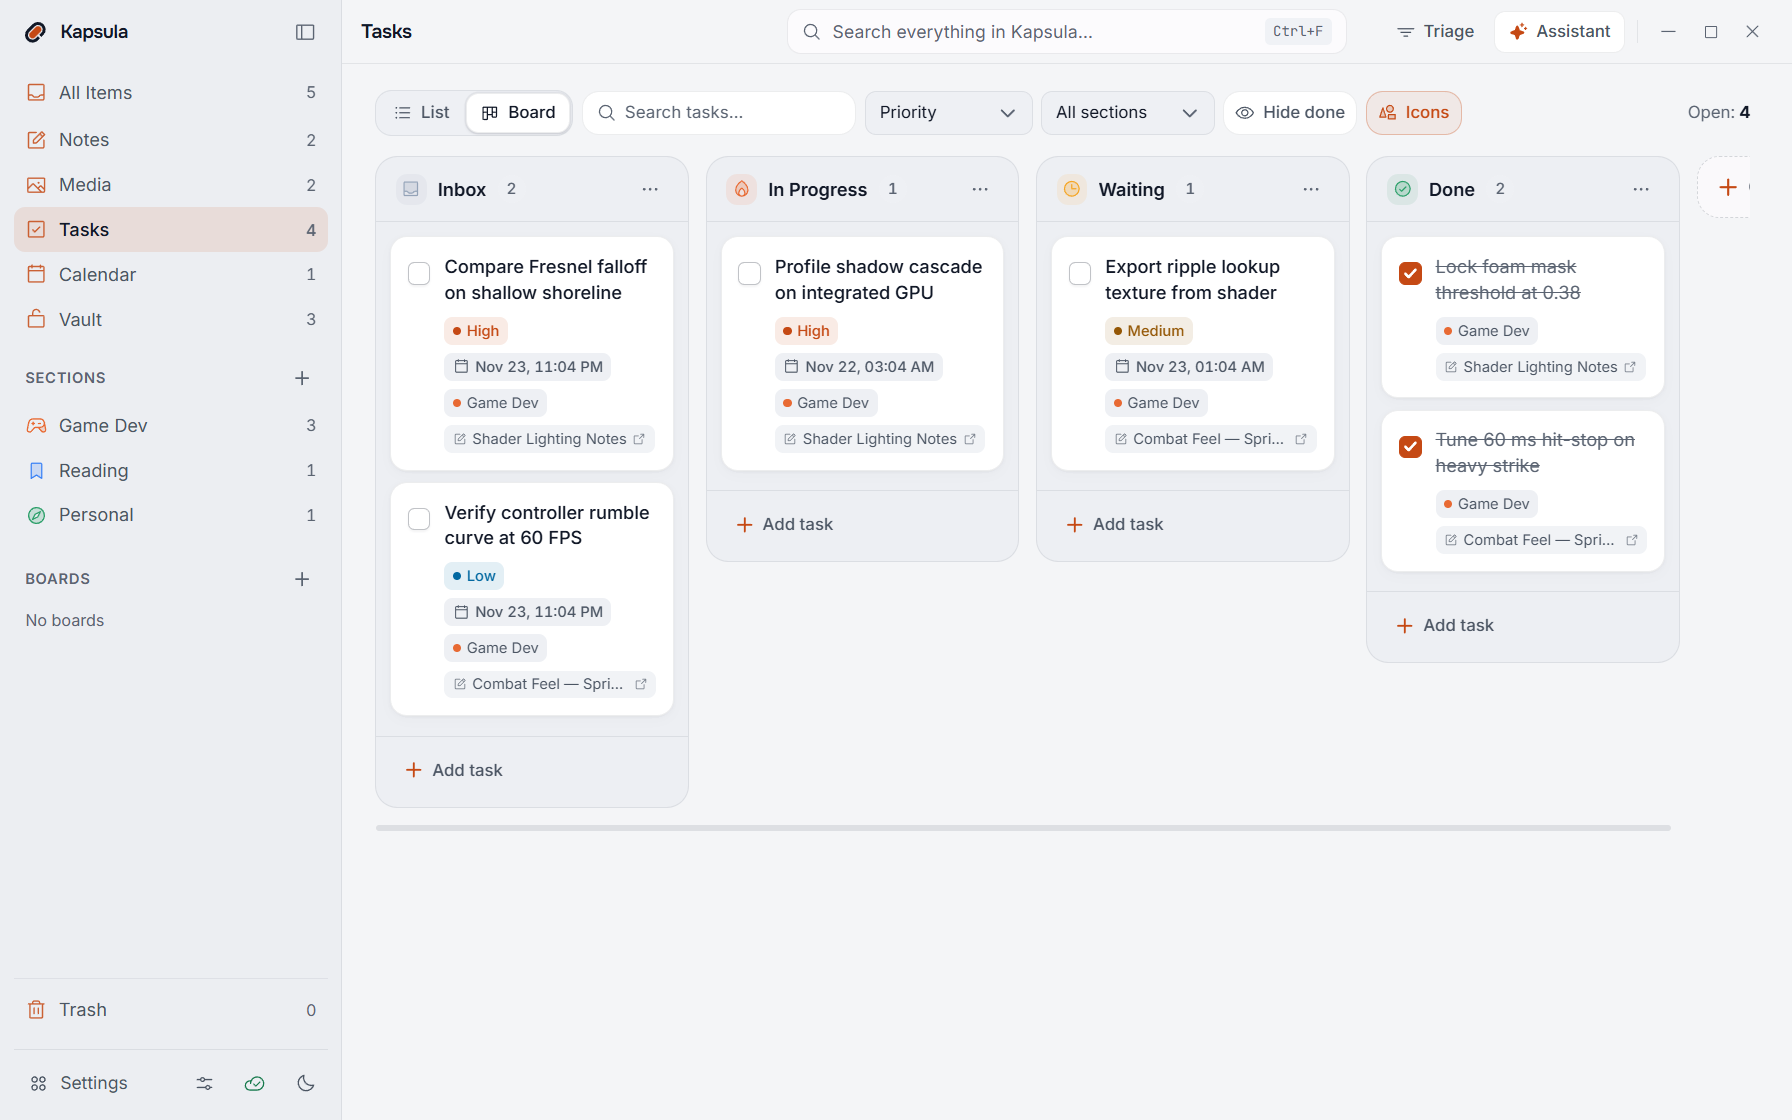 Kapsula
All Items 5
Notes 2
Media 2
Tasks 4
Calendar 1
Vault 3
SECTIONS
Game Dev 3
Reading 1
Personal 1
BOARDS
No boards
Trash 0
Settings
Tasks
Search everything in Kapsula... Ctrl+F
Triage
Assistant
List
Board
Search tasks...
Priority
All sections
Hide done
Icons
Open: 4
Inbox 2
Compare Fresnel falloff
on shallow shoreline
High
Nov 23, 11:04 PM
Game Dev
Shader Lighting Notes
Verify controller rumble
curve at 60 FPS
Low
Nov 23, 11:04 PM
Game Dev
Combat Feel — Spri...
Add task
In Progress 1
Profile shadow cascade
on integrated GPU
High
Nov 22, 03:04 AM
Game Dev
Shader Lighting Notes
Add task
Waiting 1
Export ripple lookup
texture from shader
Medium
Nov 23, 01:04 AM
Game Dev
Combat Feel — Spri...
Add task
Done 2
Lock foam mask
threshold at 0.38
Game Dev
Shader Lighting Notes
Tune 60 ms hit-stop on
heavy strike
Game Dev
Combat Feel — Spri...
Add task